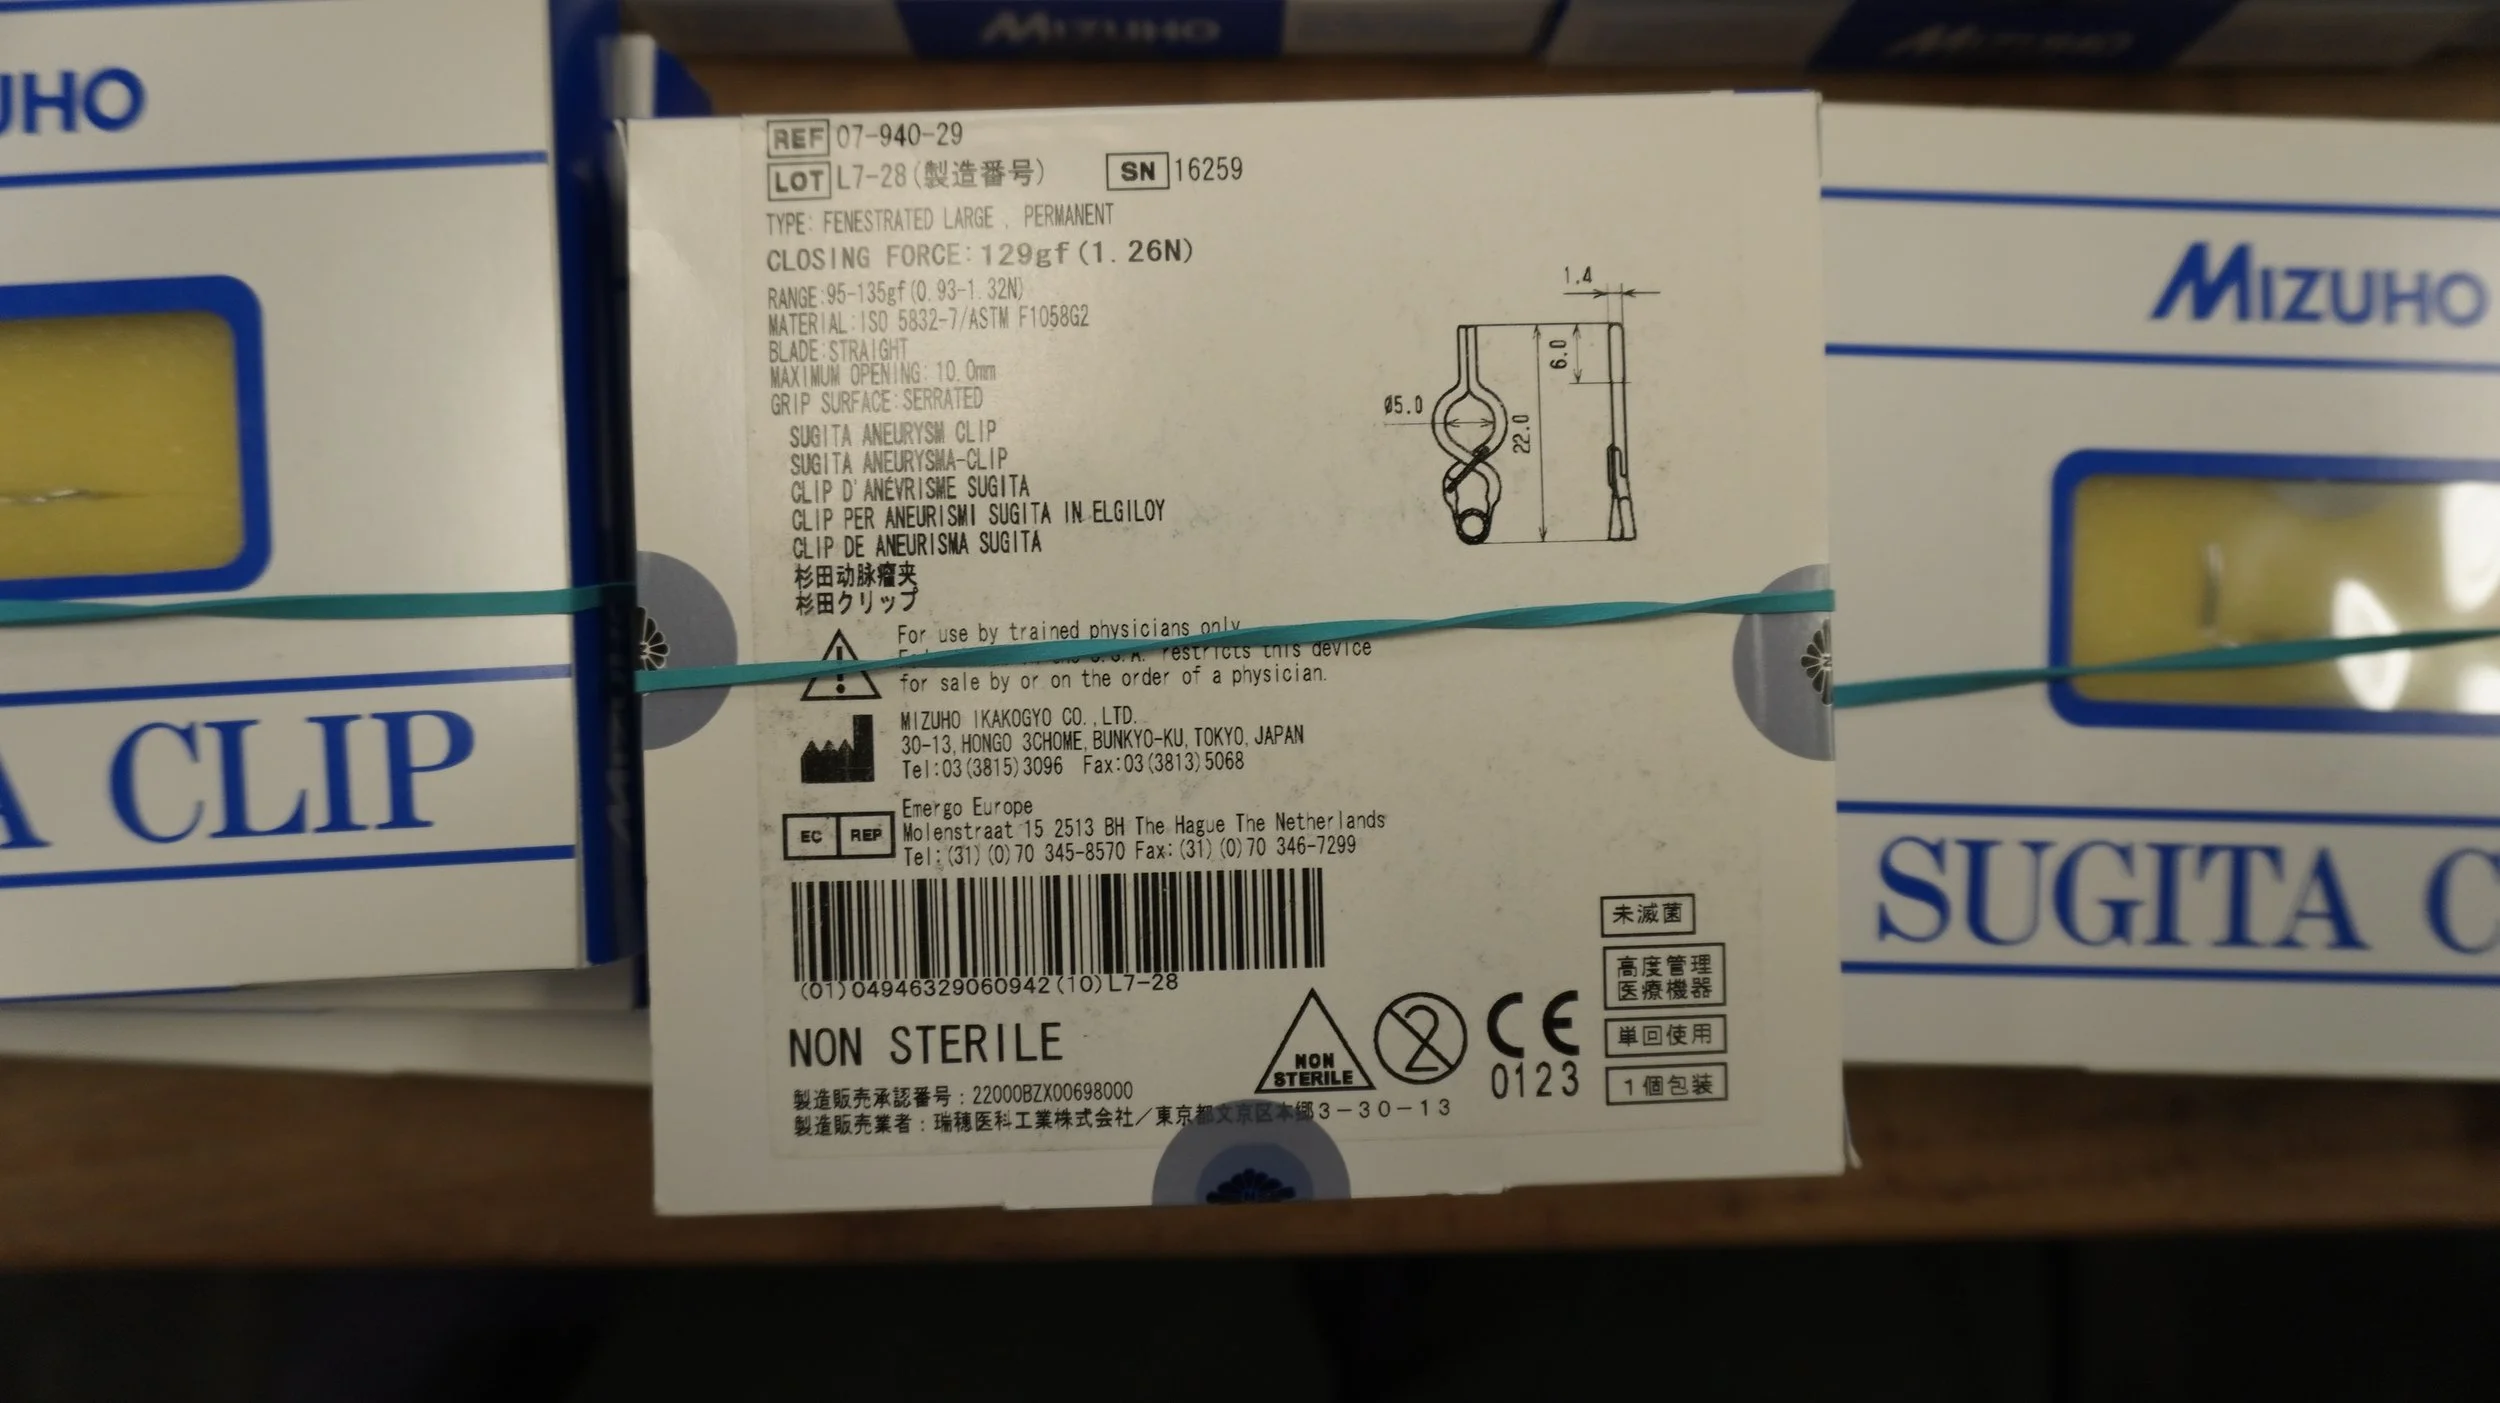 MIZUHO
MIZUHO
UHO
A CLIP
REF 07-940-29
LOT L7-28(製造番号) SN 16259
TYPE: FENESTRATED LARGE , PERMANENT
CLOSING FORCE: 129gf(1.26N)
RANGE:95-135gf(0.93-1.32N)
MATERIAL:ISO 5832-7/ASTM F1058G2
BLADE:STRAIGHT
MAXIMUM OPENING: 10.0mm
GRIP SURFACE:SERRATED
SUGITA ANEURYSM CLIP
SUGITA ANEURYSMA-CLIP
CLIP D'ANÉVRISME SUGITA
CLIP PER ANEURISMI SUGITA IN ELGILOY
CLIP DE ANEURISMA SUGITA
杉田动脉瘤夹
杉田クリップ
1.4
6.0
ø5.0
22.0
For use by trained physicians only
U.S.A. restricts this device
for sale by or on the order of a physician.
MIZUHO IKAKOGYO CO.,LTD.
30-13,HONGO 3CHOME,BUNKYO-KU,TOKYO,JAPAN
Tel:03(3815)3096 Fax:03(3813)5068
EC REP
Emergo Europe
Molenstraat 15 2513 BH The Hague The Netherlands
Tel:(31)(0)70 345-8570 Fax:(31)(0)70 346-7299
(01)04946329060942(10)L7-28
NON STERILE
NON
STERILE
2
CE
0123
未滅菌
高度管理
医療機器
単回使用
1個包装
製造販売承認番号:22000BZX00698000
製造販売業者:瑞穂医科工業株式会社/東京都文京区本郷3-30-13
MIZUHO
SUGITA C